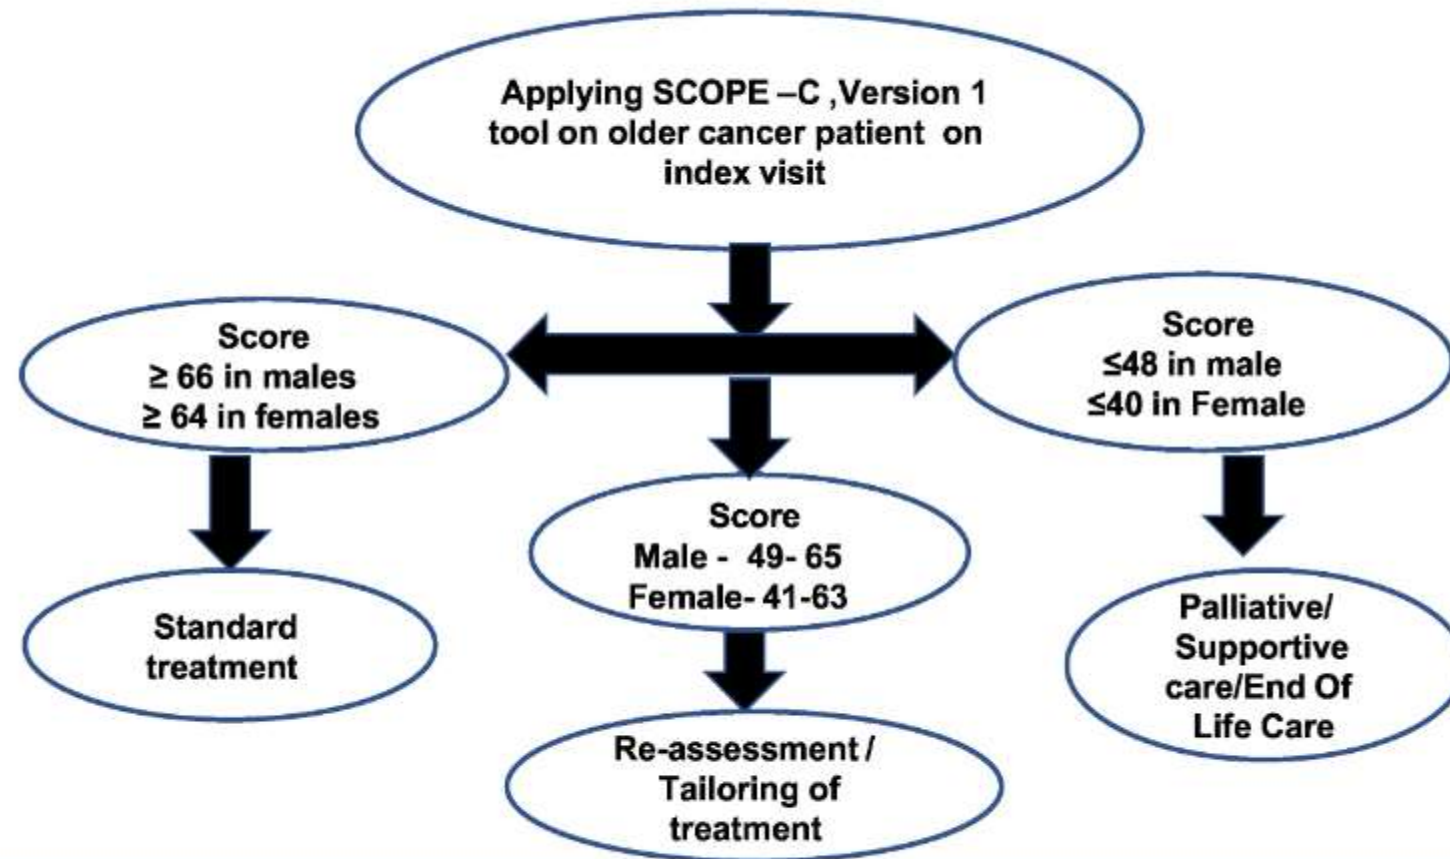 Applying SCOPE –C ,Version 1
tool on older cancer patient on
index visit
Score
≥ 66 in males
≥ 64 in females
Score
≤48 in male
≤40 in Female
Score
Male - 49- 65
Female- 41-63
Standard
treatment
Palliative/
Supportive
care/End Of
Life Care
Re-assessment /
Tailoring of
treatment